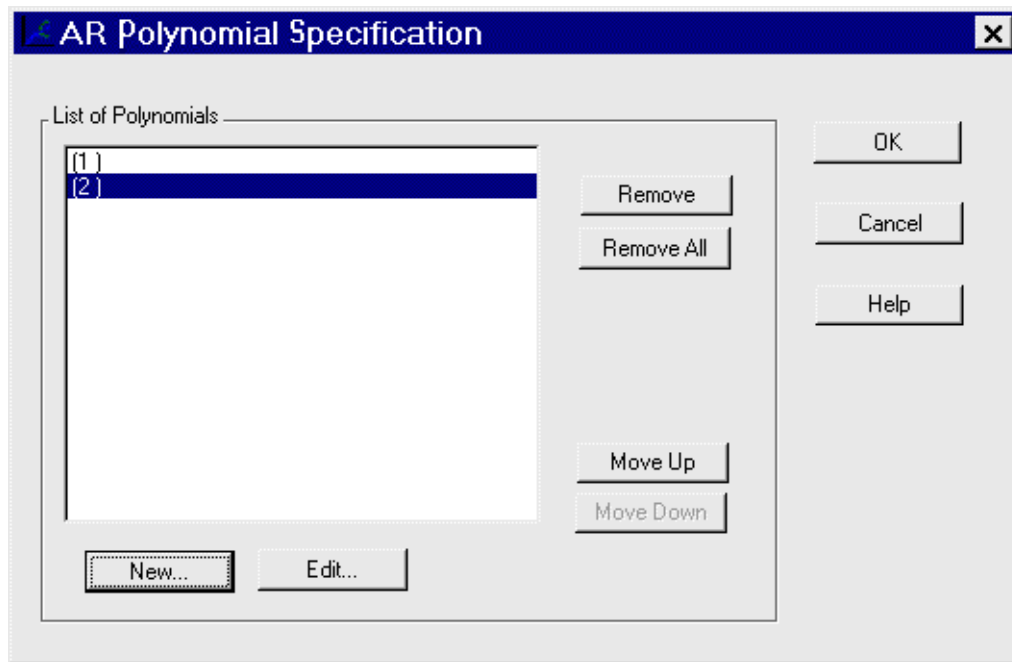 AR Polynomial Specification
List of Polynomials
(1 )
(2 )
Remove
Remove All
Move Up
Move Down
New...
Edit...
OK
Cancel
Help